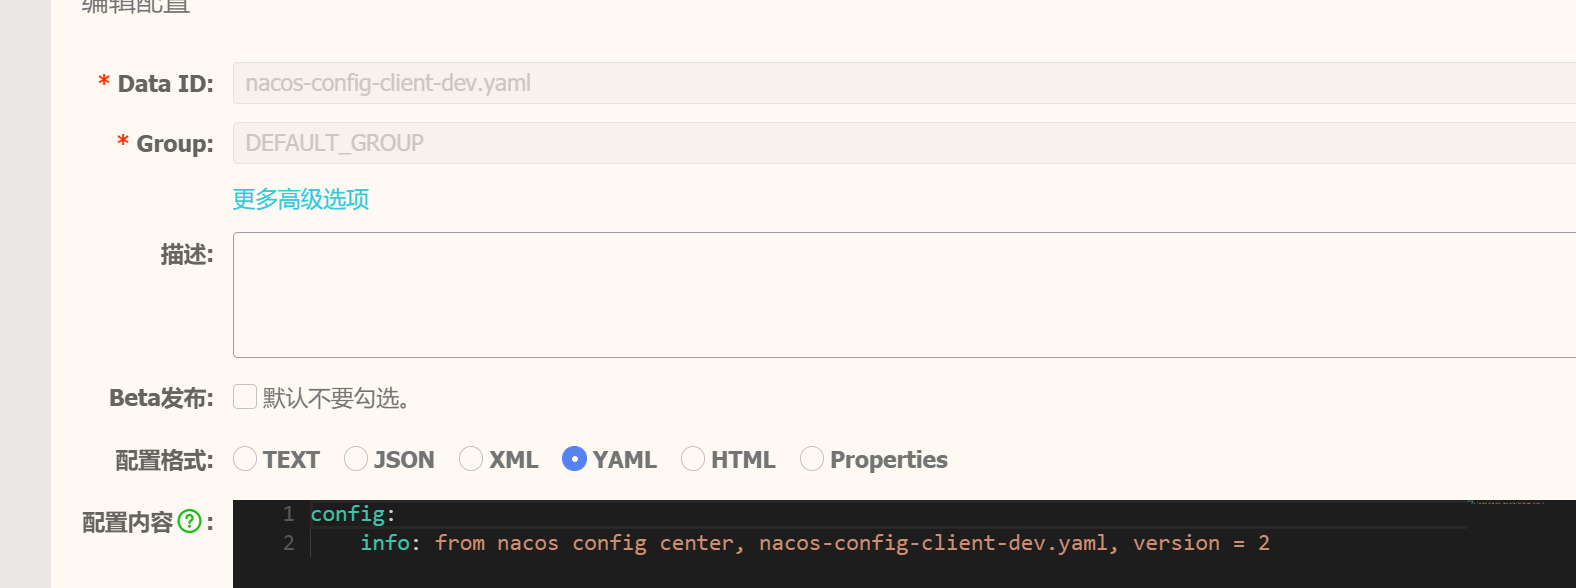 编辑配置
* Data ID: nacos-config-client-dev.yaml
* Group: DEFAULT_GROUP
更多高级选项
描述:
Beta发布: 默认不要勾选。
配置格式: TEXT JSON XML YAML HTML Properties
配置内容 ? :
1 config:
2 info: from nacos config center, nacos-config-client-dev.yaml, version = 2